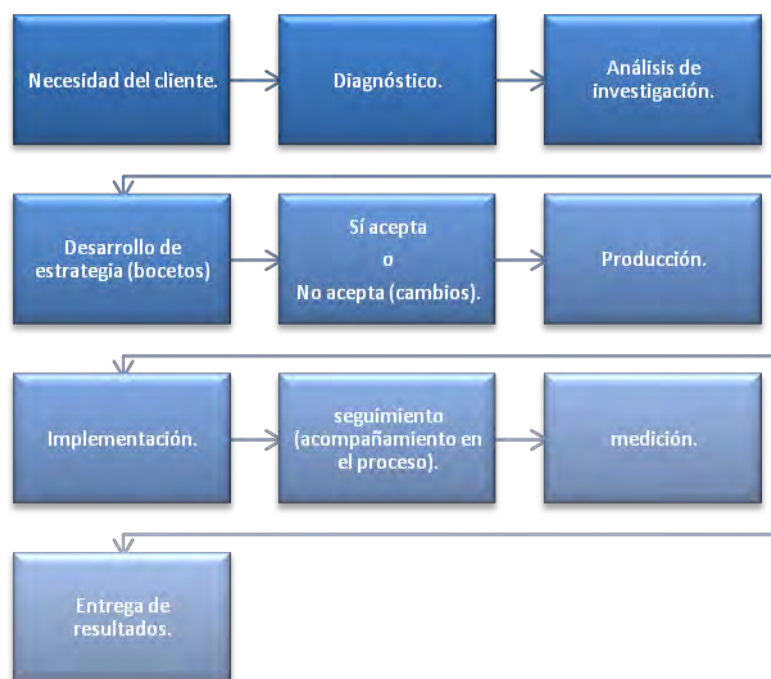 Necesidad del cliente.
Diagnóstico.
Análisis de
investigación.
Desarrollo de
estrategia (bocetos)
Sí acepta
o
No acepta (cambios).
Producción.
Implementación.
seguimiento
(acompañamiento en
el proceso).
medición.
Entrega de
resultados.